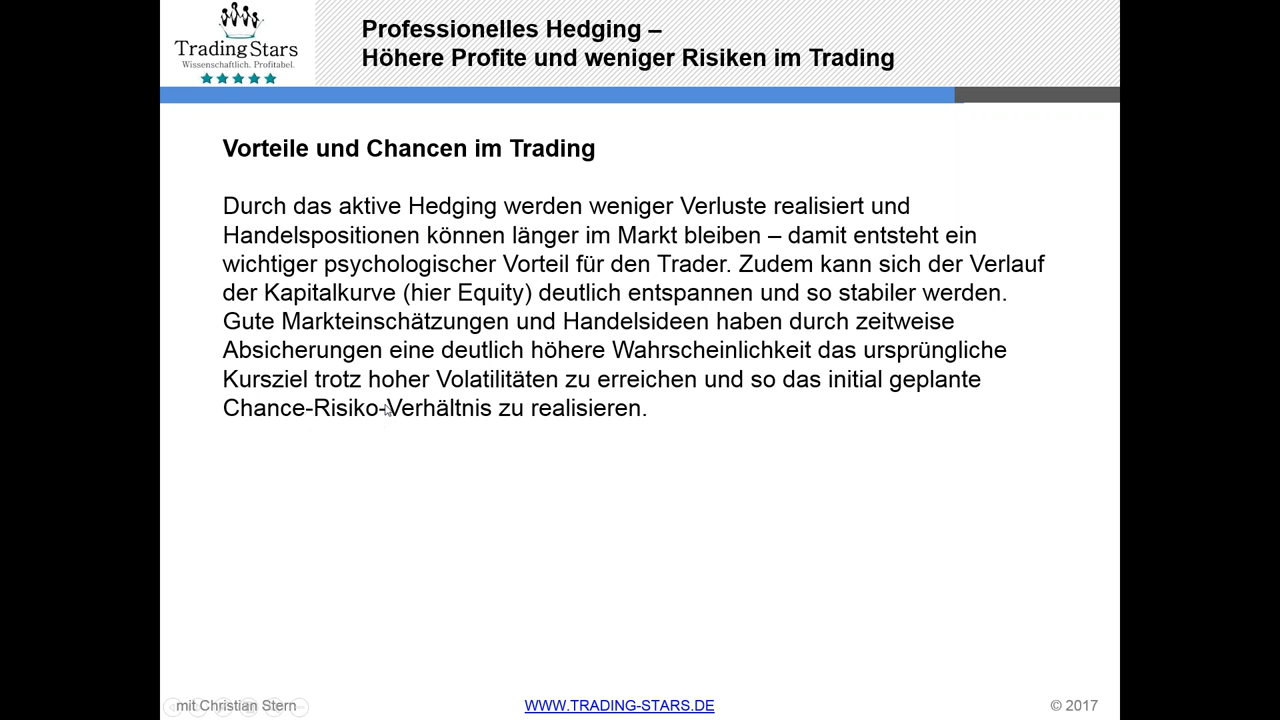 TradingStars
Wissenschaftlich. Profitabel.
Professionelles Hedging –
Höhere Profite und weniger Risiken im Trading
Vorteile und Chancen im Trading
Durch das aktive Hedging werden weniger Verluste realisiert und
Handelspositionen können länger im Markt bleiben – damit entsteht ein
wichtiger psychologischer Vorteil für den Trader. Zudem kann sich der Verlauf
der Kapitalkurve (hier Equity) deutlich entspannen und so stabiler werden.
Gute Markteinschätzungen und Handelsideen haben durch zeitweise
Absicherungen eine deutlich höhere Wahrscheinlichkeit das ursprüngliche
Kursziel trotz hoher Volatilitäten zu erreichen und so das initial geplante
Chance-Risiko-Verhältnis zu realisieren.
mit Christian Stern
WWW.TRADING-STARS.DE
© 2017